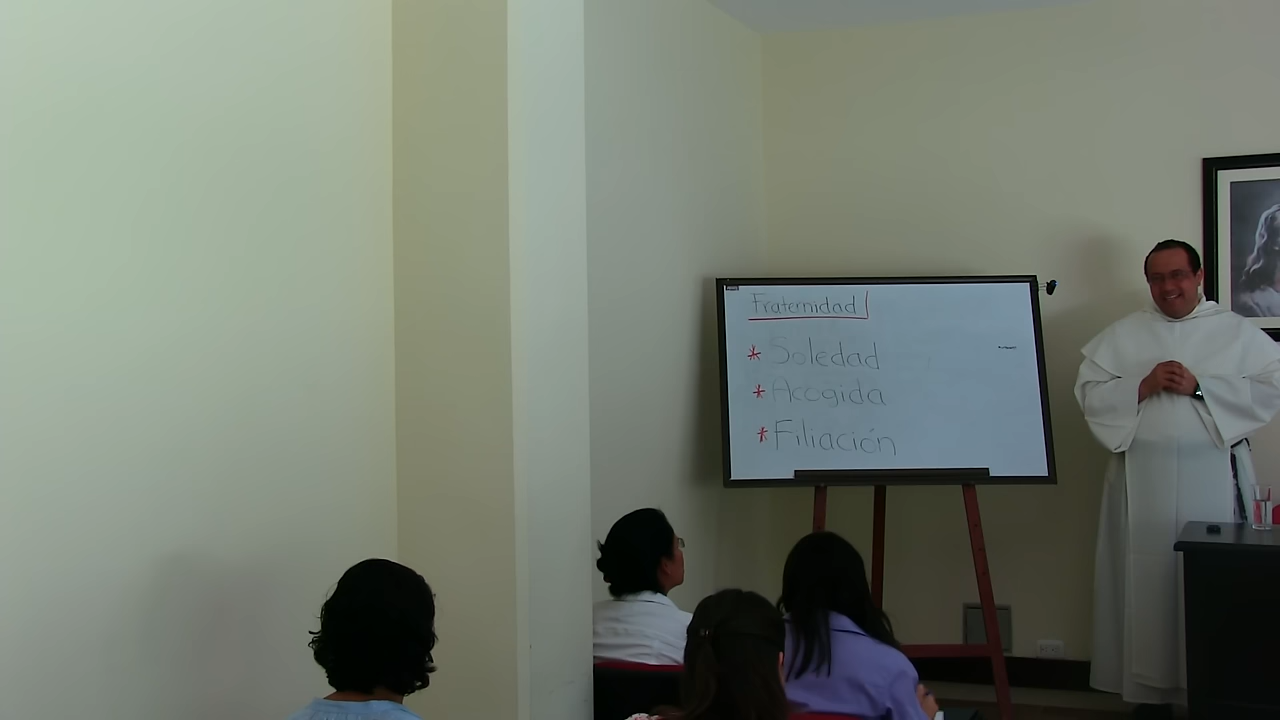 Fraternidad
* Soledad
* Acogida
* Filiación